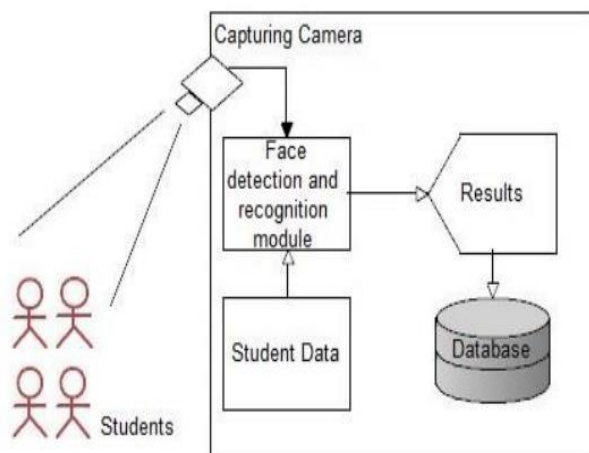 Capturing Camera
Face
detection and
recognition
module
Results
Student Data
Database
Students